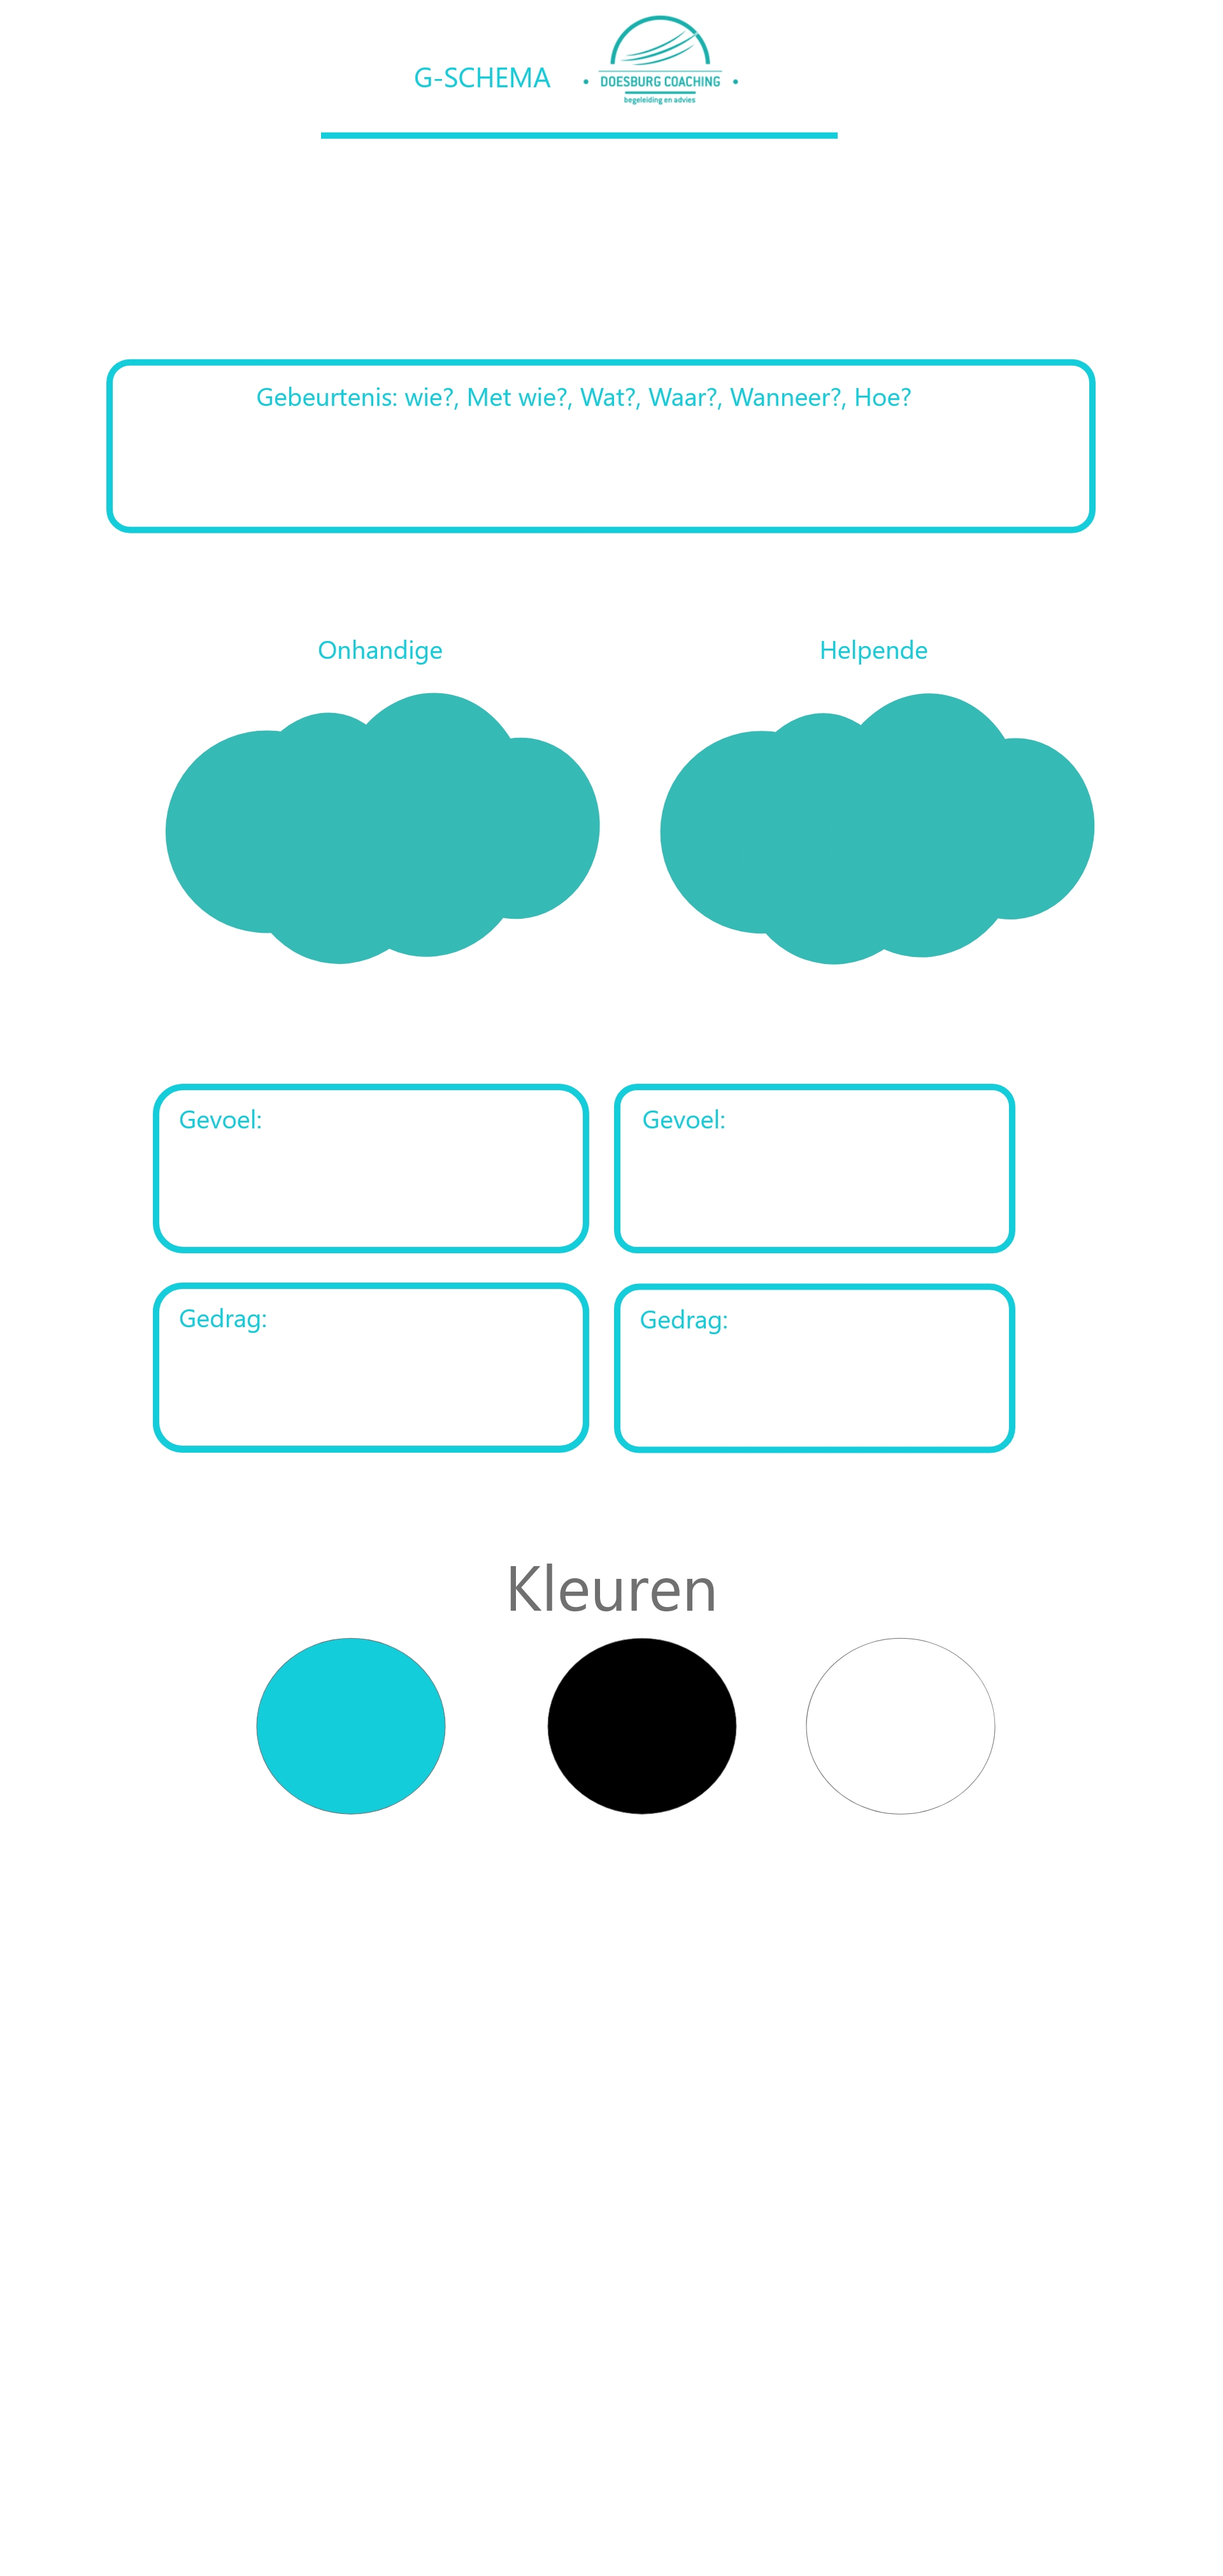 G-SCHEMA
DOESBURG COACHING
begeleiding en advies
Gebeurtenis: wie?, Met wie?, Wat?, Waar?, Wanneer?, Hoe?
Onhandige
Helpende
Gevoel:
Gevoel:
Gedrag:
Gedrag:
Kleuren